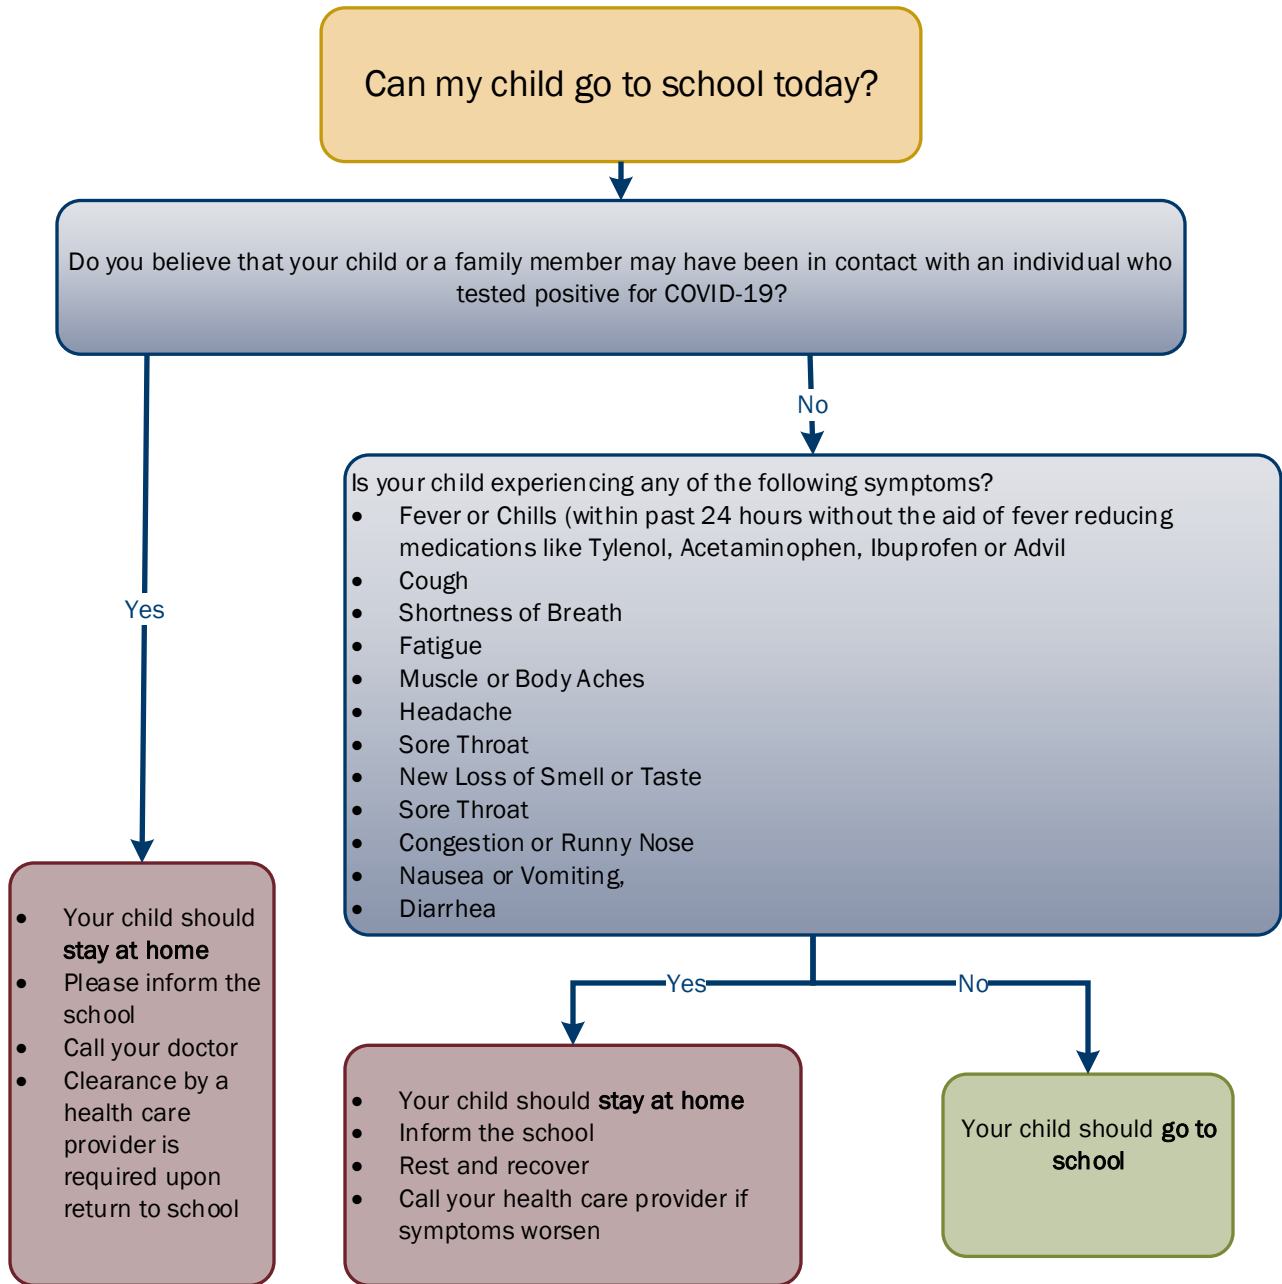 Can my child go to school today?
Do you believe that your child or a family member may have been in contact with an individual who
tested positive for COVID-19?
No
Is your child experiencing any of the following symptoms?
• Fever or Chills (within past 24 hours without the aid of fever reducing
medications like Tylenol, Acetaminophen, Ibuprofen or Advil
• Cough
• Shortness of Breath
• Fatigue
• Muscle or Body Aches
• Headache
• Sore Throat
• New Loss of Smell or Taste
• Sore Throat
• Congestion or Runny Nose
• Nausea or Vomiting,
• Diarrhea
Yes
• Your child should
stay at home
• Please inform the
school
• Call your doctor
• Clearance by a
health care
provider is
required upon
return to school
Yes
No
• Your child should stay at home
• Inform the school
• Rest and recover
• Call your health care provider if
symptoms worsen
Your child should go to
school